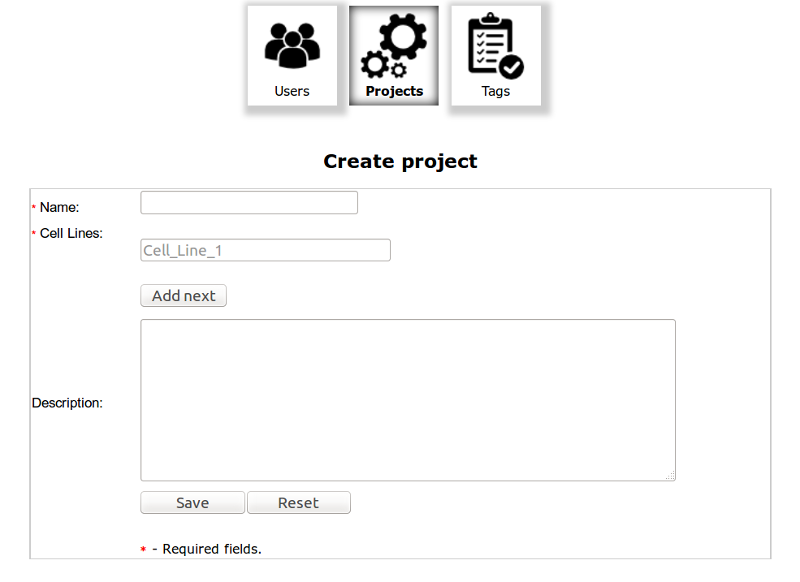 Users Projects Tags
Create project
* Name:
* Cell Lines:
Cell_Line_1
Add next
Description:
Save Reset
* - Required fields.